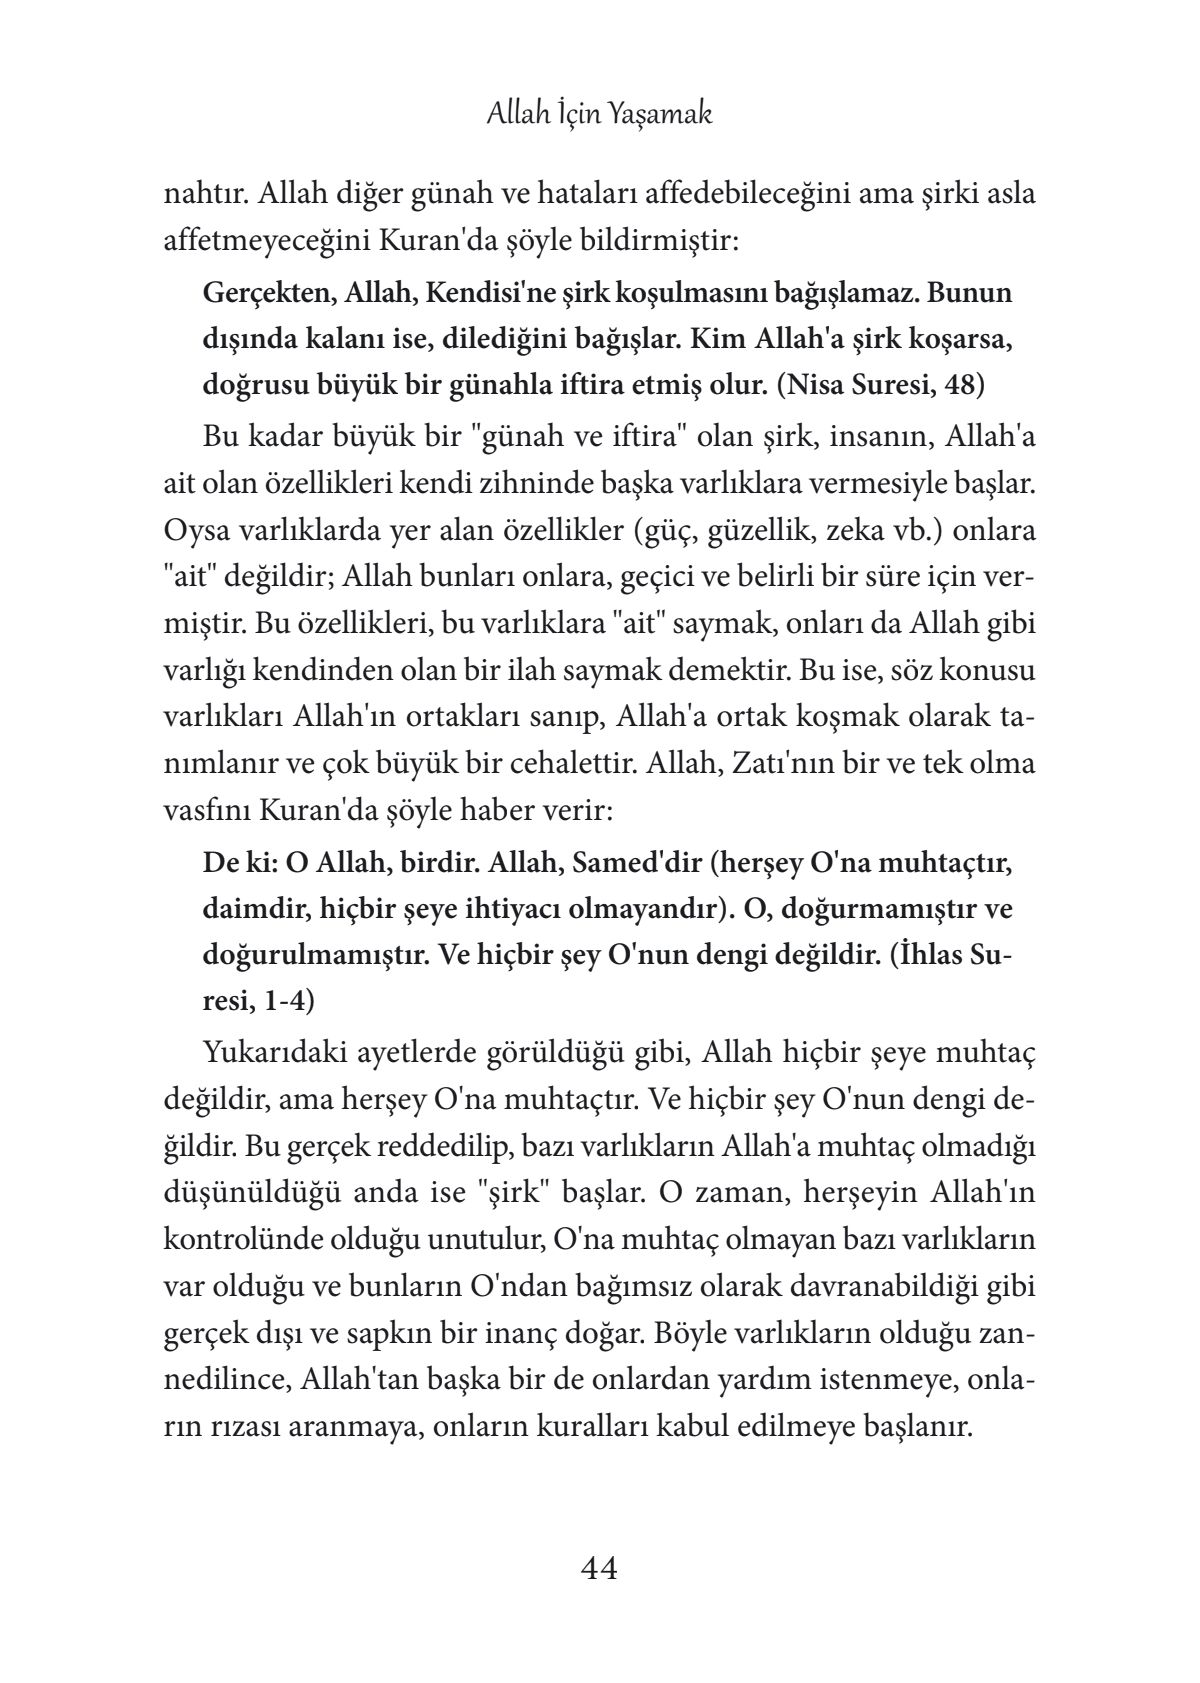 Allah İçin Yaşamak
nahtır. Allah diğer günah ve hataları affedebileceğini ama şirki asla
affetmeyeceğini Kuran'da şöyle bildirmiştir:
Gerçekten, Allah, Kendisi'ne şirk koşulmasını bağışlamaz. Bunun
dışında kalanı ise, dilediğini bağışlar. Kim Allah'a şirk koşarsa,
doğrusu büyük bir günahla iftira etmiş olur. (Nisa Suresi, 48)
Bu kadar büyük bir "günah ve iftira" olan şirk, insanın, Allah'a
ait olan özellikleri kendi zihninde başka varlıklara vermesiyle başlar.
Oysa varlıklarda yer alan özellikler (güç, güzellik, zeka vb.) onlara
"ait" değildir; Allah bunları onlara, geçici ve belirli bir süre için ver-
miştir. Bu özellikleri, bu varlıklara "ait" saymak, onları da Allah gibi
varlığı kendinden olan bir ilah saymak demektir. Bu ise, söz konusu
varlıkları Allah'ın ortakları sanıp, Allah'a ortak koşmak olarak ta-
nımlanır ve çok büyük bir cehalettir. Allah, Zatı'nın bir ve tek olma
vasfını Kuran'da şöyle haber verir:
De ki: O Allah, birdir. Allah, Samed'dir (herşey O'na muhtaçtır,
daimdir, hiçbir şeye ihtiyacı olmayandır). O, doğurmamıştır ve
doğurulmamıştır. Ve hiçbir şey O'nun dengi değildir. (İhlas Su-
resi, 1-4)
Yukarıdaki ayetlerde görüldüğü gibi, Allah hiçbir şeye muhtaç
değildir, ama herşey O'na muhtaçtır. Ve hiçbir şey O'nun dengi de-
ğildir. Bu gerçek reddedilip, bazı varlıkların Allah'a muhtaç olmadığı
düşünüldüğü anda ise "şirk" başlar. O zaman, herşeyin Allah'ın
kontrolünde olduğu unutulur, O'na muhtaç olmayan bazı varlıkların
var olduğu ve bunların O'ndan bağımsız olarak davranabildiği gibi
gerçek dışı ve sapkın bir inanç doğar. Böyle varlıkların olduğu zan-
nedilince, Allah'tan başka bir de onlardan yardım istenmeye, onla-
rın rızası aranmaya, onların kuralları kabul edilmeye başlanır.
44